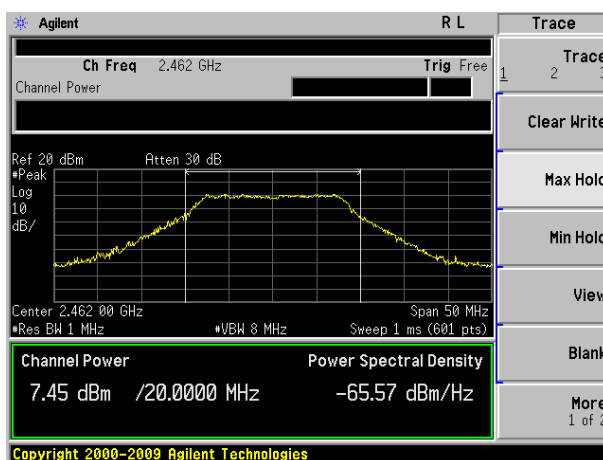 Agilent R L Trace
Ch Freq 2.462 GHz Trig Free
Channel Power
Trace
1 2 3
Clear Write
Max Hold
Min Hold
View
Blank
More
1 of 2
Ref 20 dBm Atten 30 dB
#Peak
Log
10
dB/
Center 2.462 00 GHz Span 50 MHz
#Res BW 1 MHz #VBW 8 MHz Sweep 1 ms (601 pts)
Channel Power Power Spectral Density
7.45 dBm /20.0000 MHz -65.57 dBm/Hz
Copyright 2000-2009 Agilent Technologies